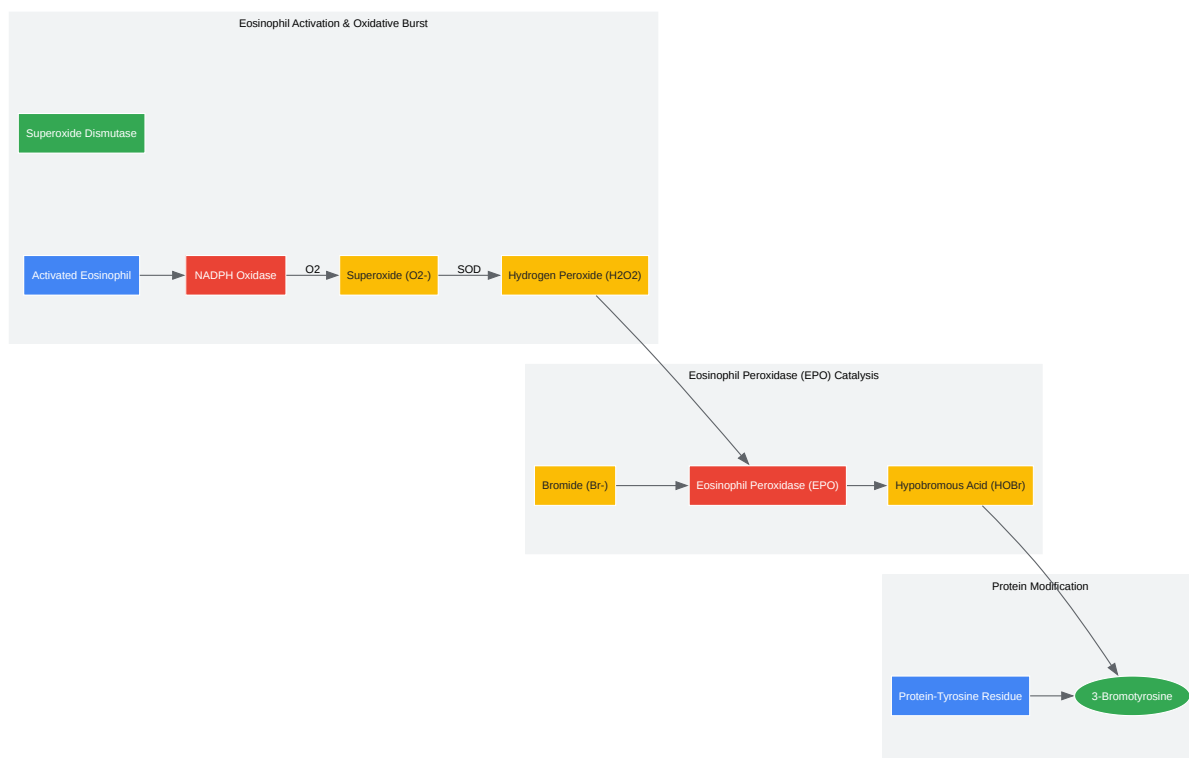 Eosinophil Activation & Oxidative Burst
Superoxide Dismutase
Activated Eosinophil
NADPH Oxidase
O2
Superoxide (O2-)
SOD
Hydrogen Peroxide (H2O2)
Eosinophil Peroxidase (EPO) Catalysis
Bromide (Br-)
Eosinophil Peroxidase (EPO)
Hypobromous Acid (HOBr)
Protein Modification
Protein-Tyrosine Residue
3-Bromotyrosine